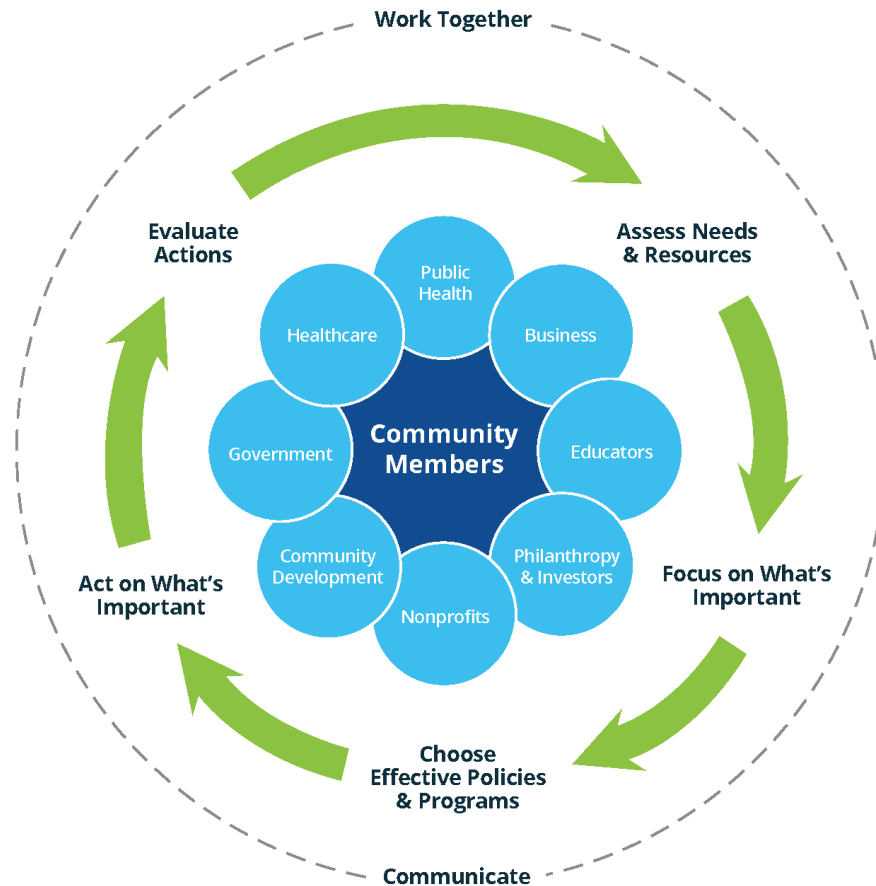 Work Together
Evaluate
Actions
Assess Needs
& Resources
Public
Health
Healthcare
Business
Community
Members
Government
Educators
Community
Development
Philanthropy
& Investors
Nonprofits
Act on What’s
Important
Focus on What’s
Important
Choose
Effective Policies
& Programs
Communicate